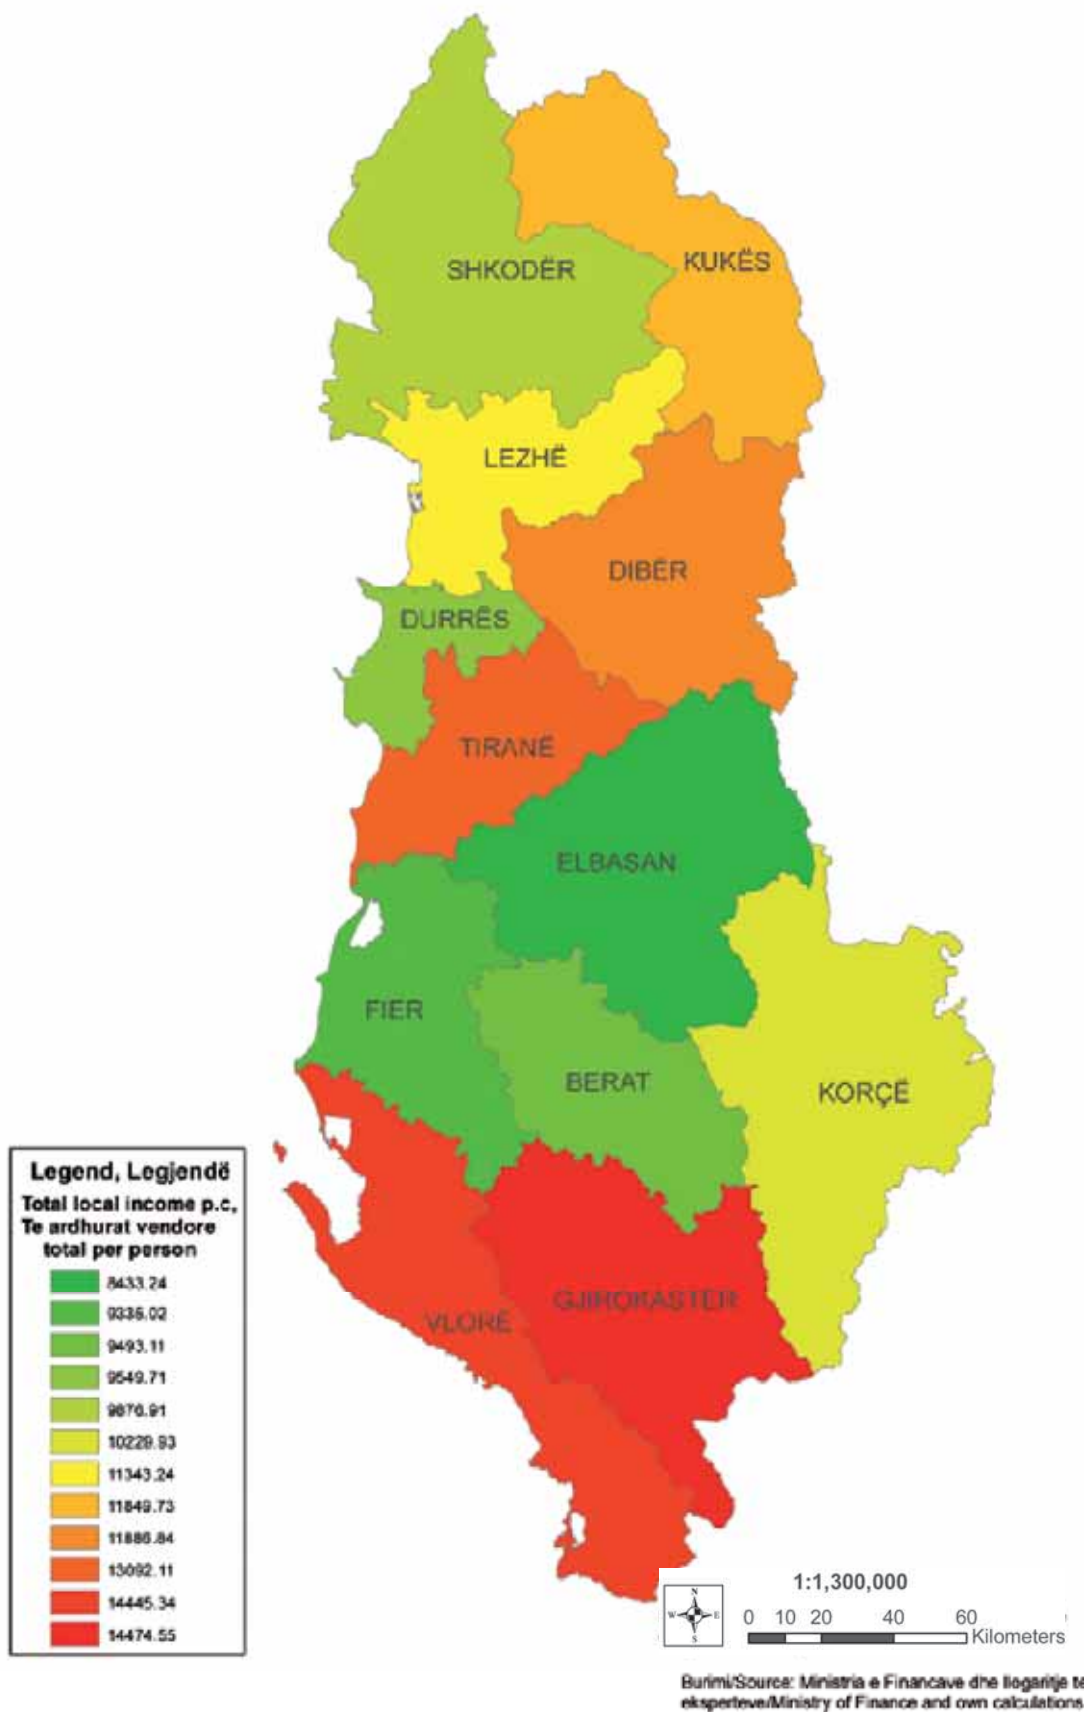 SHKODËR
KUKËS
LEZHË
DIBËR
DURRËS
TIRANË
ELBASAN
FIER
BERAT
KORÇË
GJIROKASTËR
VLORË
Legend, Legjendë
Total local income p.c,
Te ardhurat vendore
total per person
8433.24
9336.02
9493.11
9549.71
9876.91
10229.93
11343.24
11849.73
11886.84
13092.11
14445.34
14474.55
1:1,300,000
N
W E
S
0 10 20 40 60
Kilometers
Burimi/Source: Ministria e Financave dhe llogaritje te
eksperteve/Ministry of Finance and own calculations